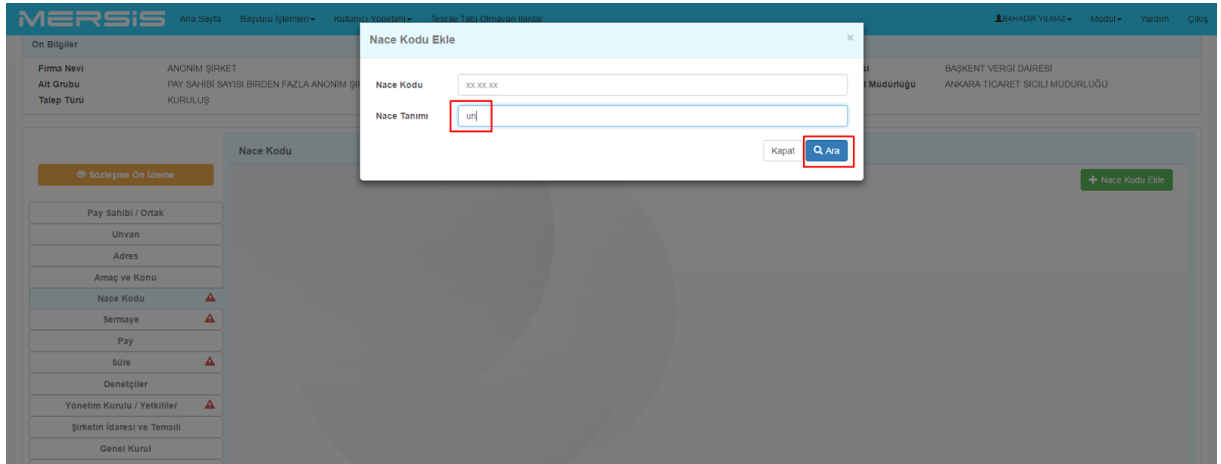 MERSiS Ana Sayfa Başvuru İşlemleri Kullanıcı Yönetimi Tescile Tabi Olmayan İlanlar BAHADIR YILMAZ Modül Yardım Çıkış
Ön Bilgiler
Nace Kodu Ekle ×
Firma Nevi ANONİM ŞİRKET
BAŞKENT VERGİ DAİRESİ
Alt Grubu PAY SAHİBİ SAYISI BİRDEN FAZLA ANONİM Şİ
Müdürlüğü ANKARA TİCARET SİCİLİ MÜDÜRLÜĞÜ
Talep Türü KURULUŞ
Nace Kodu xx.xx.xx
Nace Tanımı un
Kapat Ara
Nace Kodu
Sözleşme Ön İzleme
+ Nace Kodu Ekle
Pay Sahibi / Ortak
Unvan
Adres
Amaç ve Konu
Nace Kodu
Sermaye
Pay
Süre
Denetçiler
Yönetim Kurulu / Yetkililer
Şirketin İdaresi ve Temsili
Genel Kurul